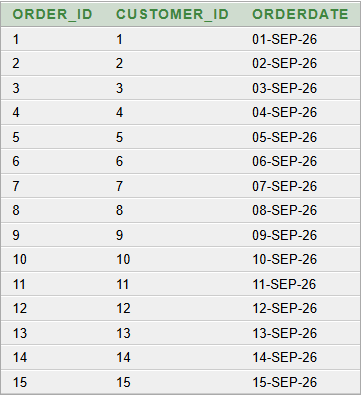 ORDER_ID CUSTOMER_ID ORDERDATE
1 1 01-SEP-26
2 2 02-SEP-26
3 3 03-SEP-26
4 4 04-SEP-26
5 5 05-SEP-26
6 6 06-SEP-26
7 7 07-SEP-26
8 8 08-SEP-26
9 9 09-SEP-26
10 10 10-SEP-26
11 11 11-SEP-26
12 12 12-SEP-26
13 13 13-SEP-26
14 14 14-SEP-26
15 15 15-SEP-26